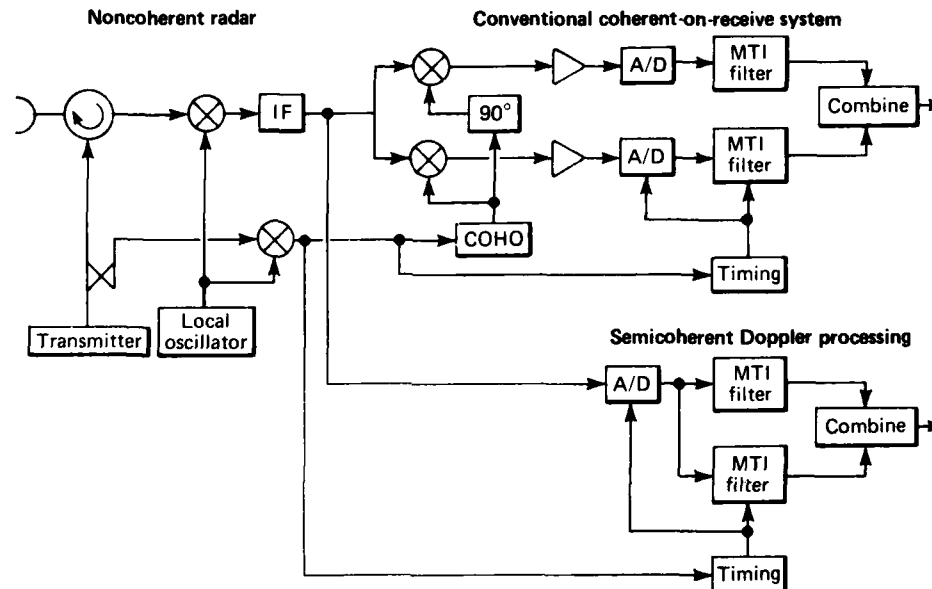 Noncoherent radar
Conventional coherent-on-receive system
IF
90°
A/D
MTI
filter
Combine
A/D
MTI
filter
COHO
Timing
Transmitter
Local
oscillator
Semicoherent Doppler processing
A/D
MTI
filter
Combine
MTI
filter
Timing